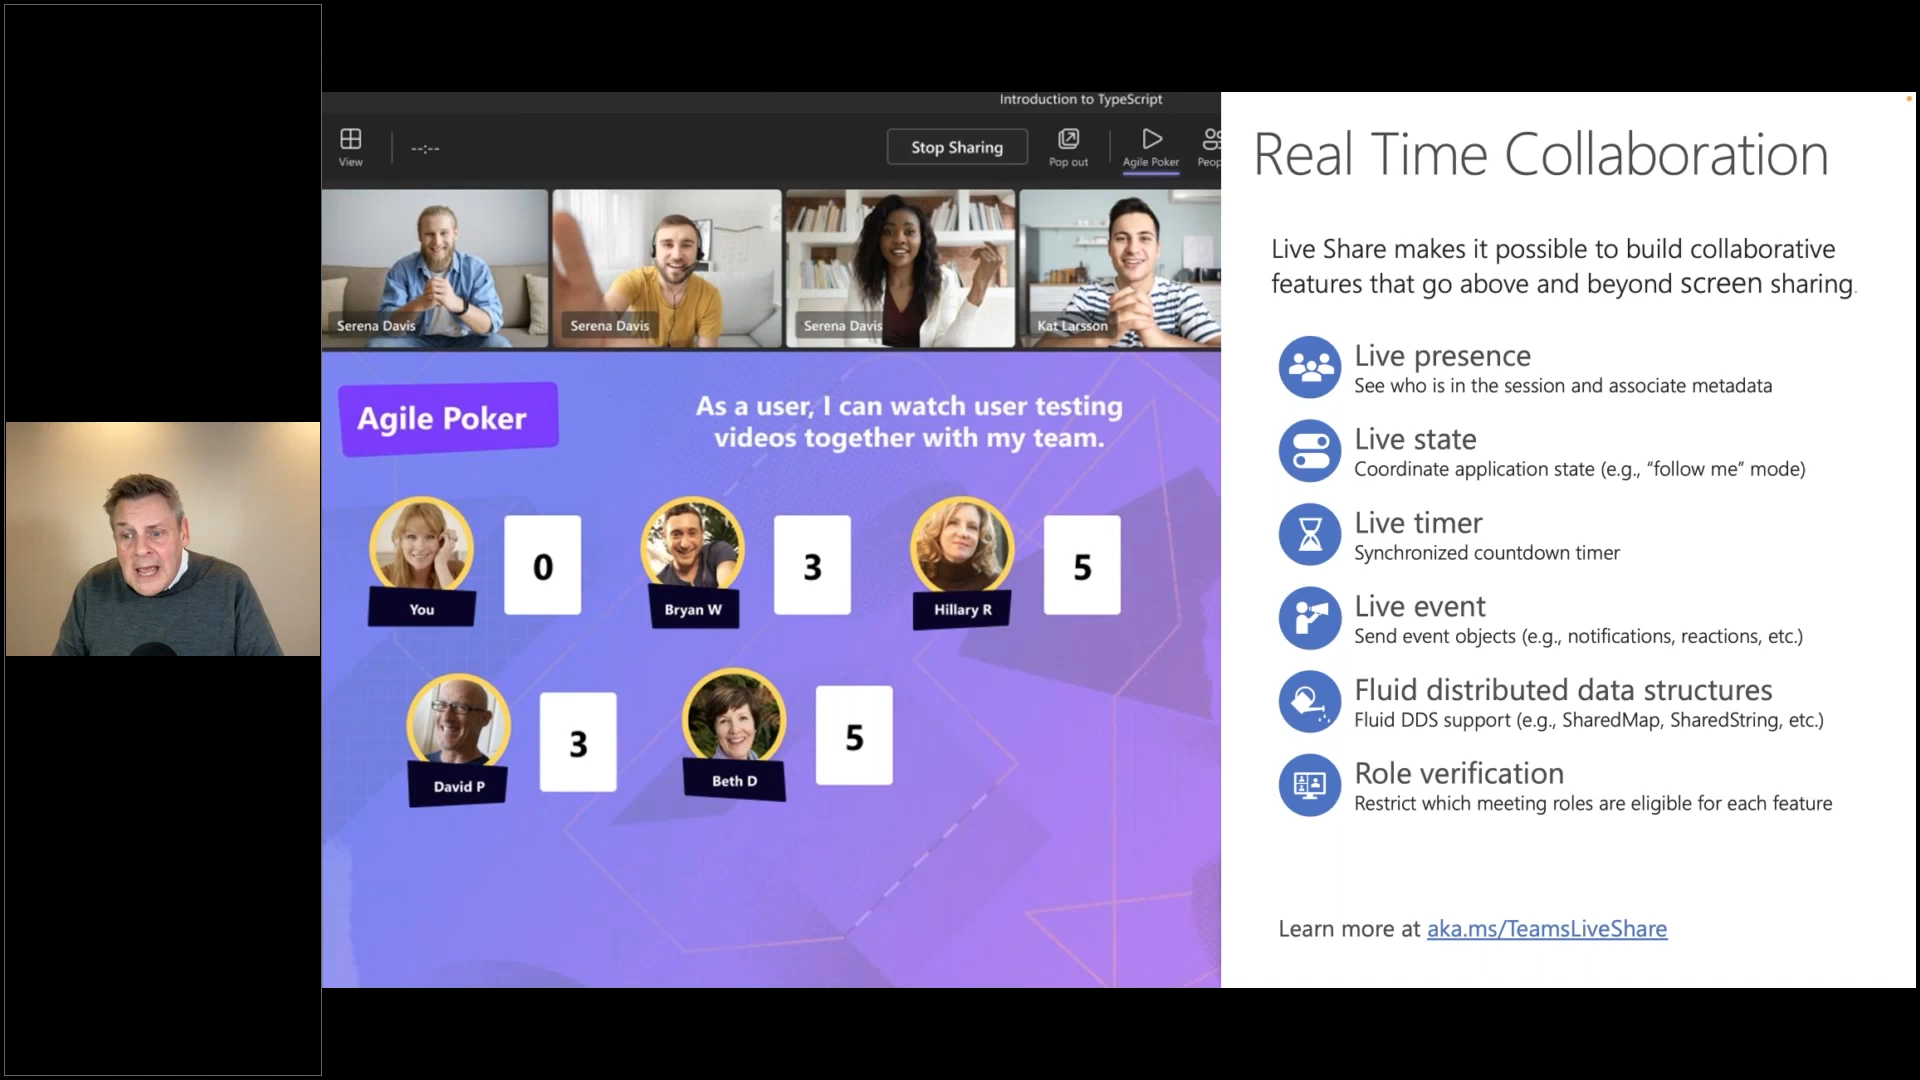 Introduction to TypeScript
View
--:--
Stop Sharing
Pop out
Agile Poker
Peop
Serena Davis
Serena Davis
Serena Davis
Kat Larsson
Agile Poker
As a user, I can watch user testing
videos together with my team.
You
0
Bryan W
3
Hillary R
5
David P
3
Beth D
5
Real Time Collaboration
Live Share makes it possible to build collaborative
features that go above and beyond screen sharing.
Live presence
See who is in the session and associate metadata
Live state
Coordinate application state (e.g., “follow me” mode)
Live timer
Synchronized countdown timer
Live event
Send event objects (e.g., notifications, reactions, etc.)
Fluid distributed data structures
Fluid DDS support (e.g., SharedMap, SharedString, etc.)
Role verification
Restrict which meeting roles are eligible for each feature
Learn more at aka.ms/TeamsLiveShare